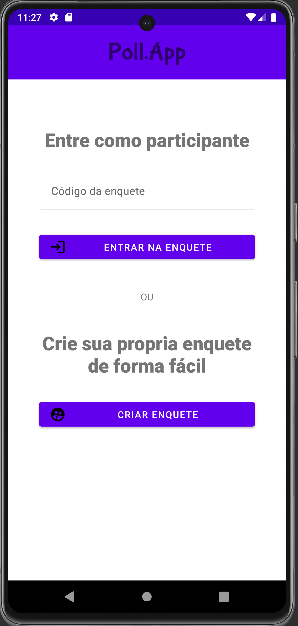 11:27
Poll.App
Entre como participante
Código da enquete
ENTRAR NA ENQUETE
OU
Crie sua propria enquete
de forma fácil
CRIAR ENQUETE